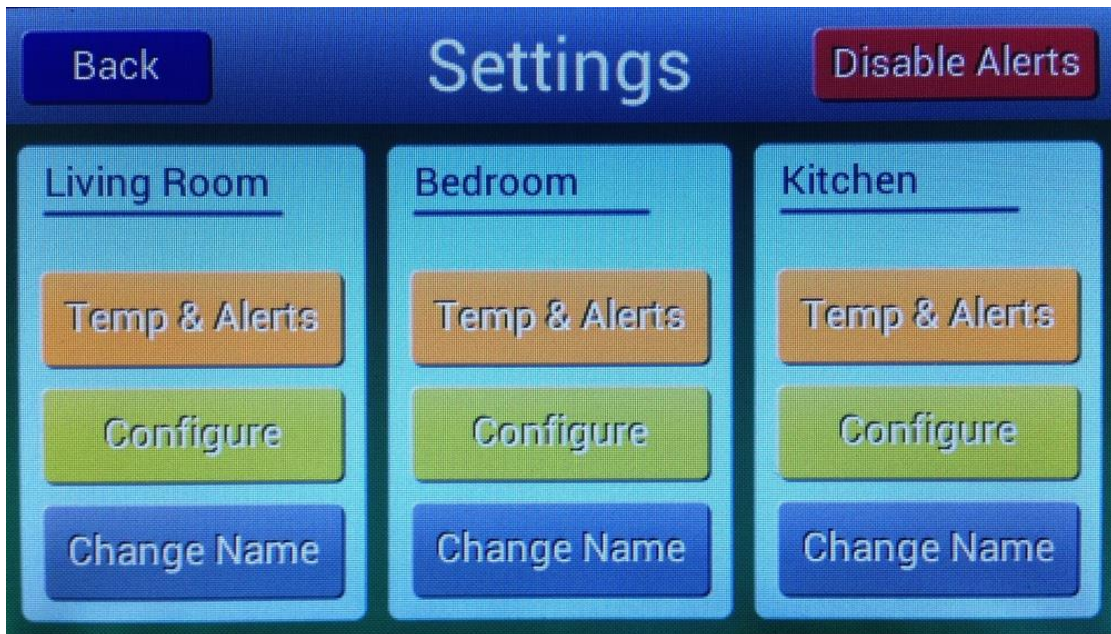 Back
Settings
Disable Alerts
Living Room
Bedroom
Kitchen
Temp & Alerts
Temp & Alerts
Temp & Alerts
Configure
Configure
Configure
Change Name
Change Name
Change Name